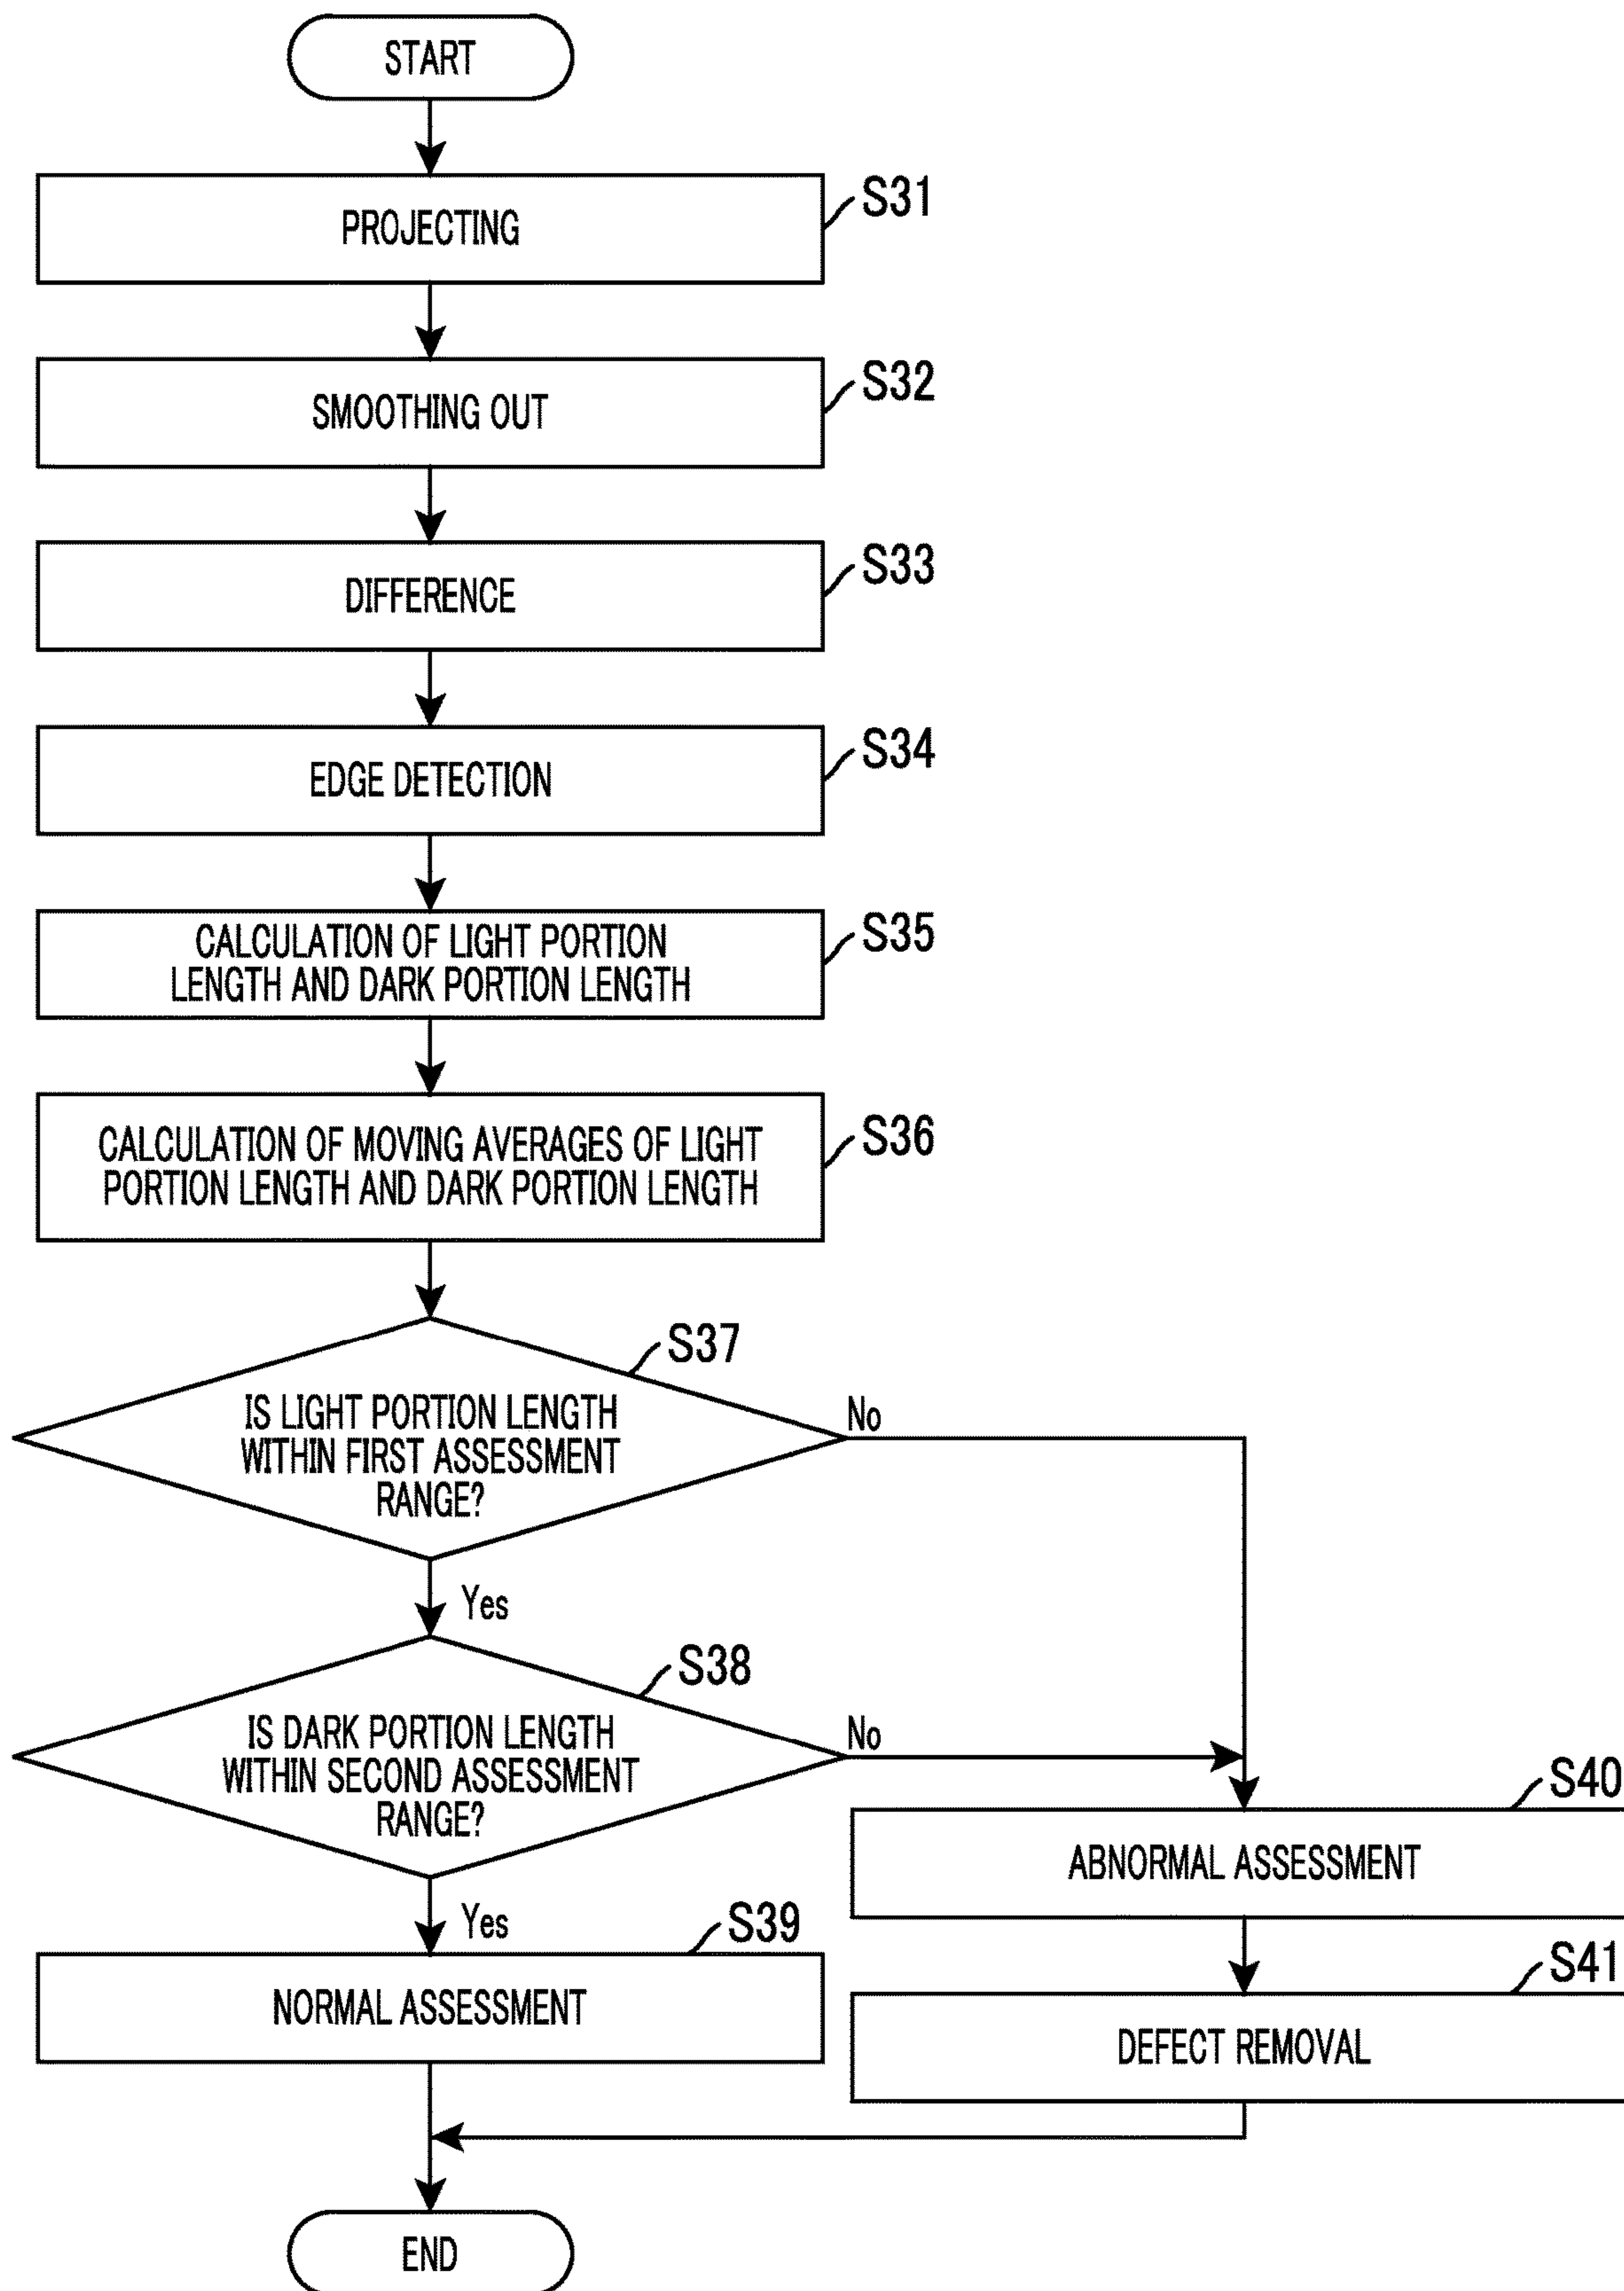 START
PROJECTING
S31
SMOOTHING OUT
S32
DIFFERENCE
S33
EDGE DETECTION
S34
CALCULATION OF LIGHT PORTION
LENGTH AND DARK PORTION LENGTH
S35
CALCULATION OF MOVING AVERAGES OF LIGHT
PORTION LENGTH AND DARK PORTION LENGTH
S36
S37
IS LIGHT PORTION LENGTH
WITHIN FIRST ASSESSMENT
RANGE?
No
Yes
S38
IS DARK PORTION LENGTH
WITHIN SECOND ASSESSMENT
RANGE?
No
Yes
S40
ABNORMAL ASSESSMENT
S39
NORMAL ASSESSMENT
S41
DEFECT REMOVAL
END